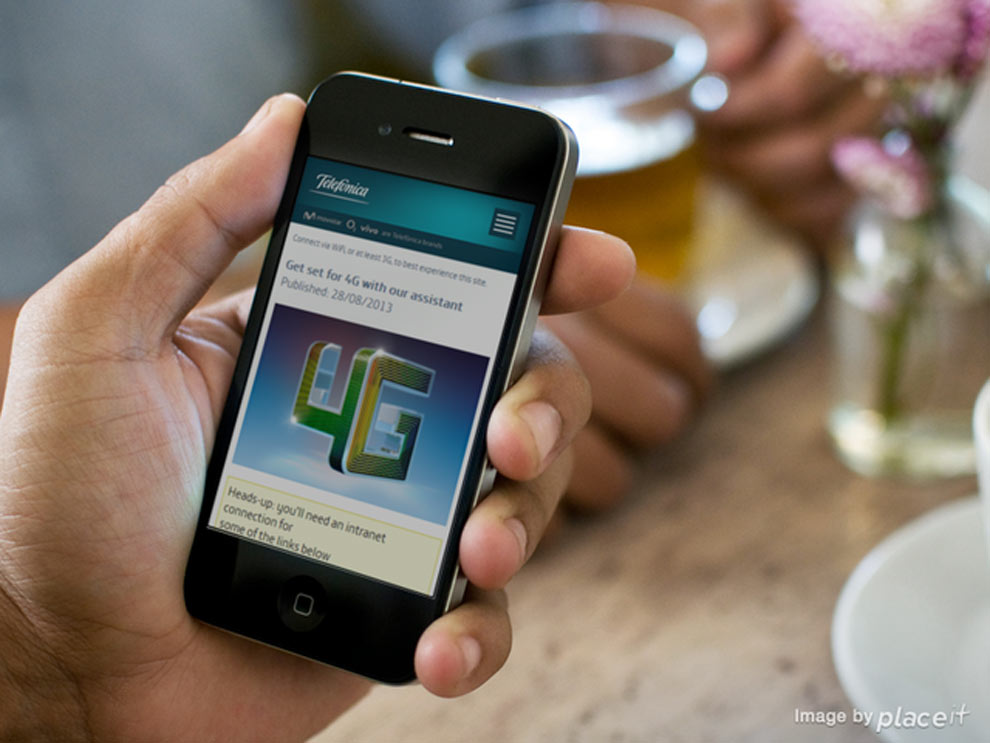 Telefónica
movistar O2 vivo are Telefónica brands
Connect via WiFi, or at least 3G, to best experience this site.
Get set for 4G with our assistant
Published: 28/08/2013
4G
Heads-up: you'll need an intranet
connection for
some of the links below
Image by placeit